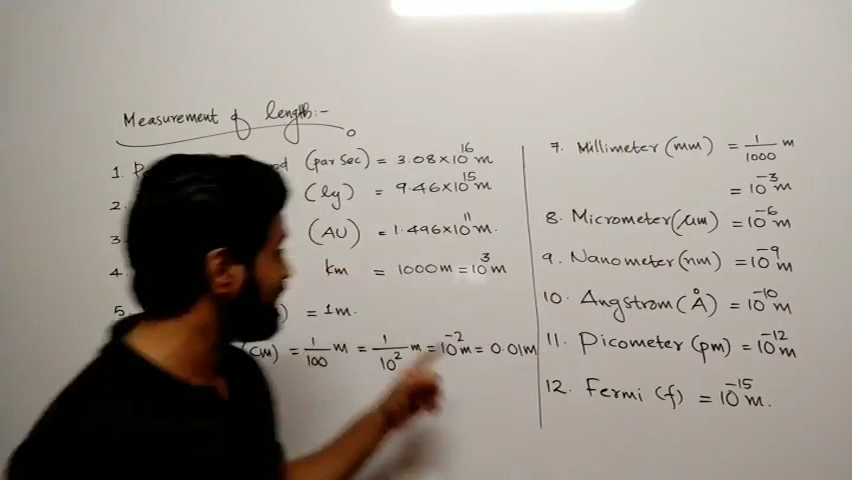 Measurement of length:-
1. (par Sec) = 3.08×10^16 m
2. (ly) = 9.46×10^15 m
3. (AU) = 1.496×10^11 m.
4. km = 1000m = 10^3 m
5. ) = 1m.
(cm) = 1/100 m = 1/10^2 m = 10^-2 m = 0.01m
7. Millimeter (mm) = 1/1000 m
= 10^-3 m
8. Micrometer (μm) = 10^-6 m
9. Nanometer (nm) = 10^-9 m
10. Angstrom (Å) = 10^-10 m
11. Picometer (pm) = 10^-12 m
12. Fermi (f) = 10^-15 m.